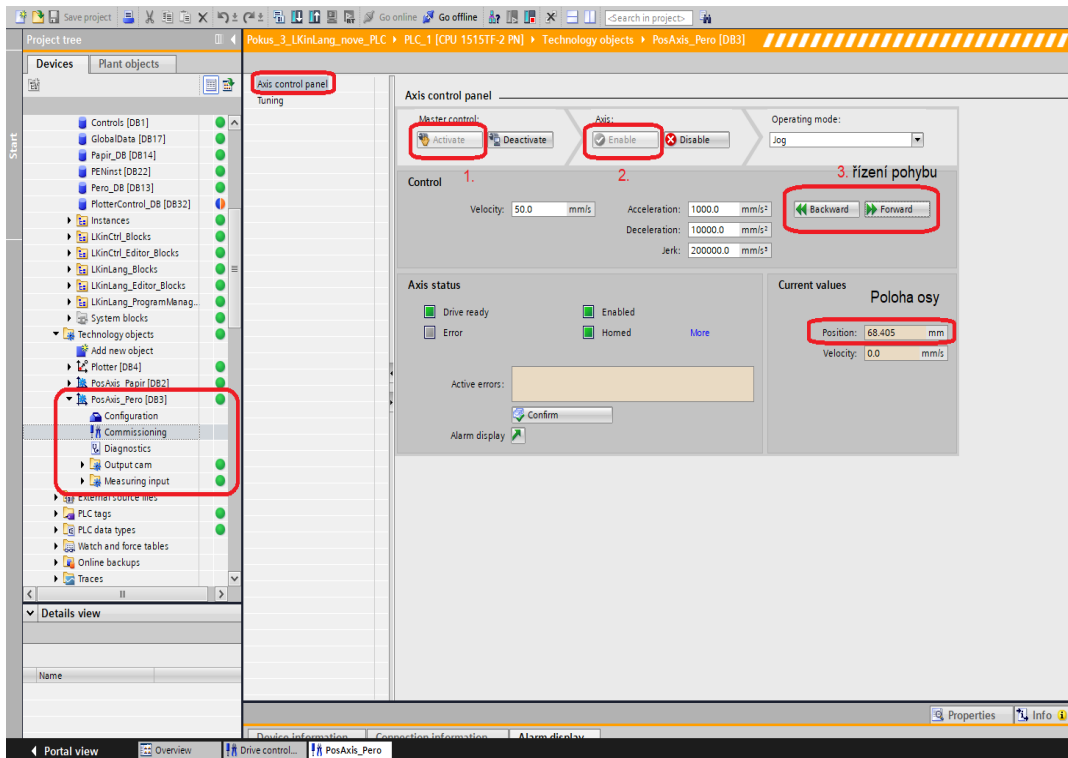 Save project
Go online
Go offline
<Search in project>
Project tree
Pokus_3_LKinLang_nove_PLC
PLC_1 [CPU 1515TF-2 PN]
Technology objects
PosAxis_Pero [DB3]
Devices
Plant objects
Start
Controls [DB1]
GlobalData [DB17]
Papir_DB [DB14]
PENinst [DB22]
Pero_DB [DB13]
PlotterControl_DB [DB32]
Instances
LKinCtrl_Blocks
LKinCtrl_Editor_Blocks
LKinLang_Blocks
LKinLang_Editor_Blocks
LKinLang_ProgramManag...
System blocks
Technology objects
Add new object
Plotter [DB4]
PosAxis_Papir [DB2]
PosAxis_Pero [DB3]
Configuration
Commissioning
Diagnostics
Output cam
Measuring input
External source files
PLC tags
PLC data types
Watch and force tables
Online backups
Traces
Details view
Name
Axis control panel
Tuning
Axis control panel
Master control:
Axis:
Operating mode:
Activate
Deactivate
Enable
Disable
Jog
1.
2.
3. řízení pohybu
Control
Velocity: 50.0 mm/s
Acceleration: 1000.0 mm/s²
Deceleration: 10000.0 mm/s²
Jerk: 200000.0 mm/s³
Backward
Forward
Axis status
Drive ready
Enabled
Error
Homed
More
Active errors:
Confirm
Alarm display
Current values
Poloha osy
Position: 68.405 mm
Velocity: 0.0 mm/s
Properties
Info
Device information
Connection information
Alarm display
Portal view
Overview
Drive control...
PosAxis_Pero